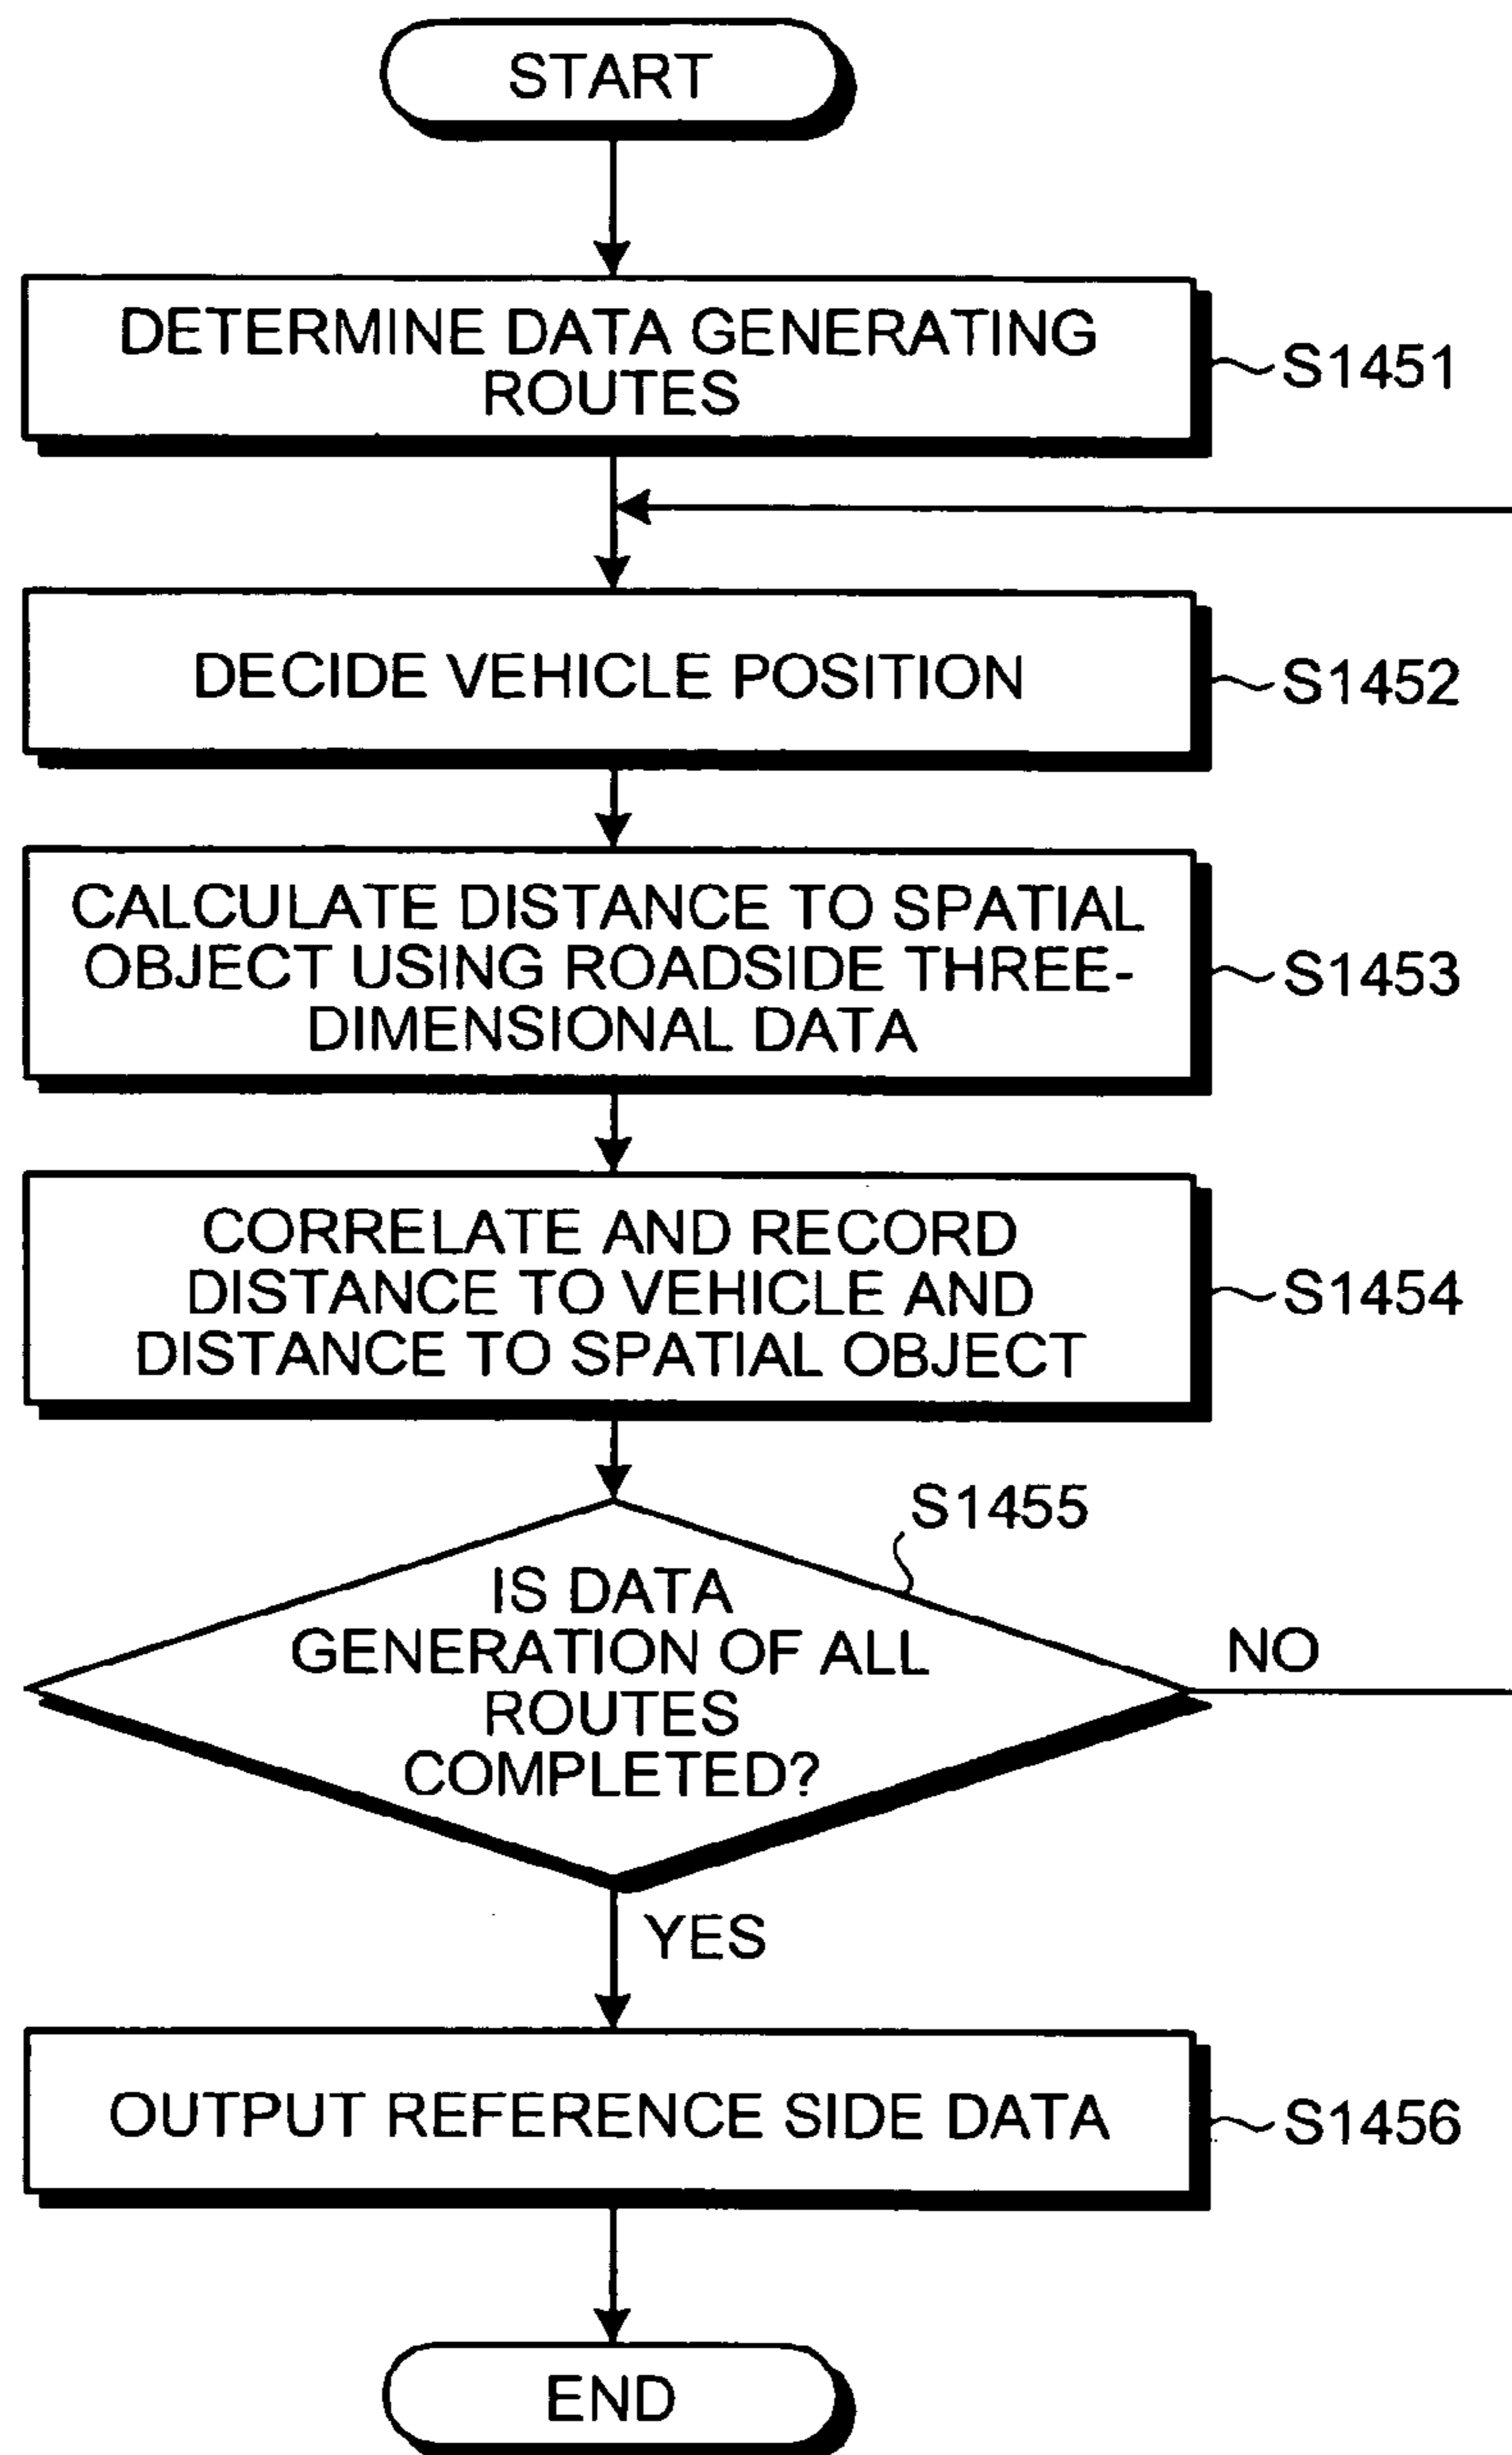 START
DETERMINE DATA GENERATING
ROUTES
S1451
DECIDE VEHICLE POSITION
S1452
CALCULATE DISTANCE TO SPATIAL
OBJECT USING ROADSIDE THREE-
DIMENSIONAL DATA
S1453
CORRELATE AND RECORD
DISTANCE TO VEHICLE AND
DISTANCE TO SPATIAL OBJECT
S1454
S1455
IS DATA
GENERATION OF ALL
ROUTES
COMPLETED?
NO
YES
OUTPUT REFERENCE SIDE DATA
S1456
END